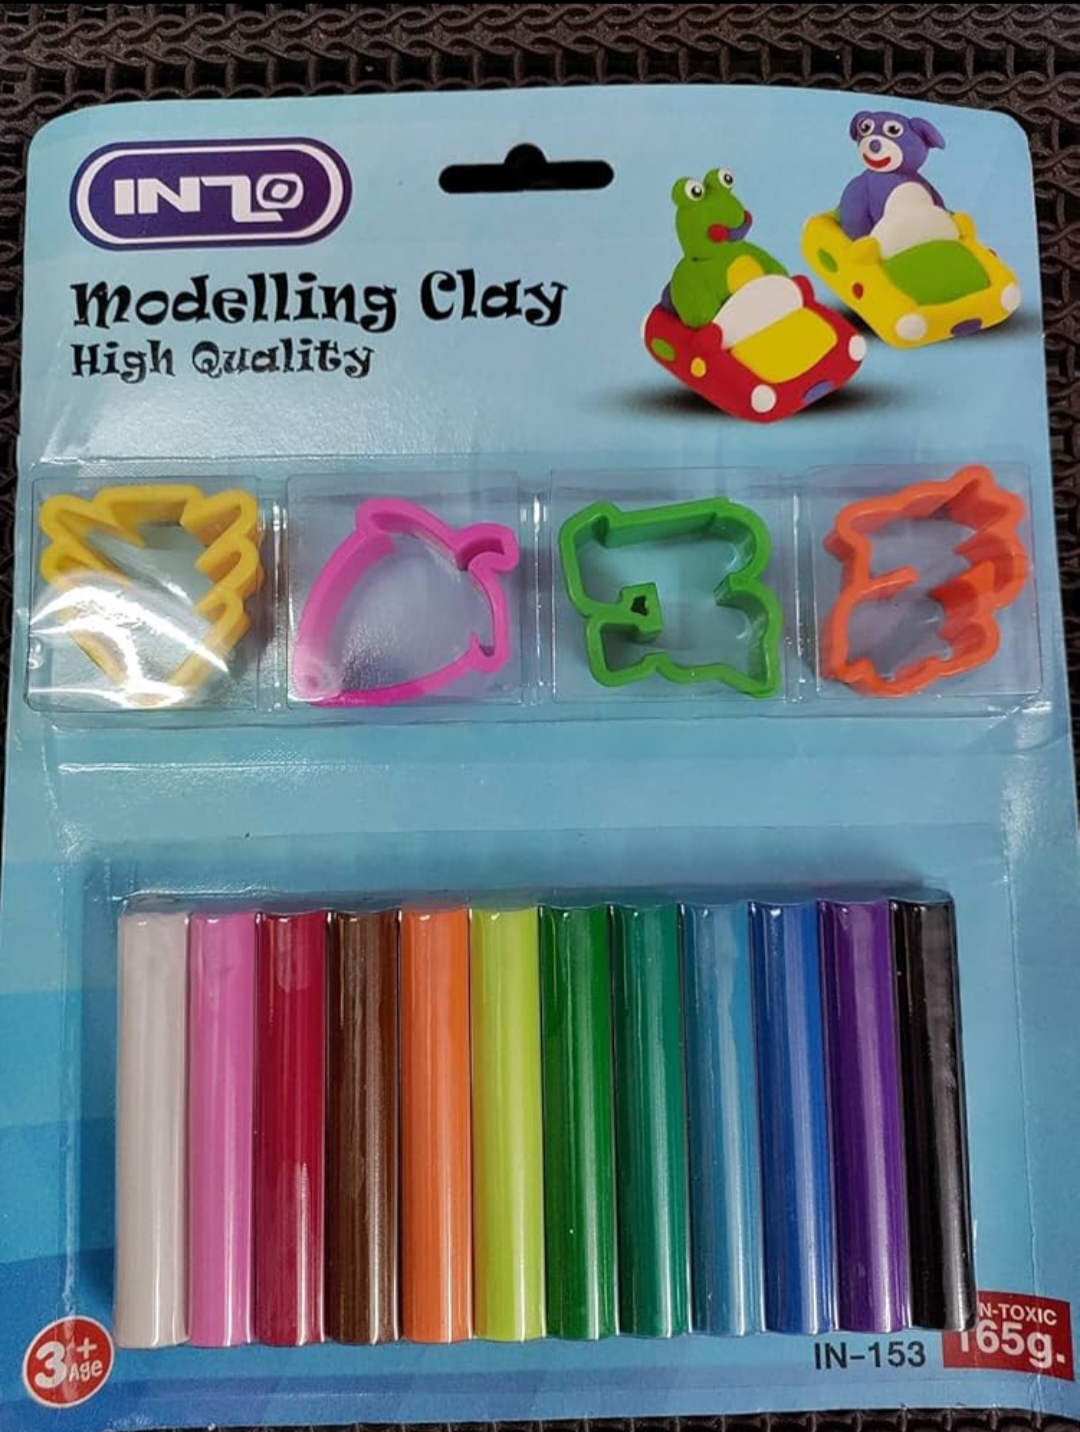 INZO
Modelling Clay
High Quality
3+
Age
IN-153
N-TOXIC
165g.